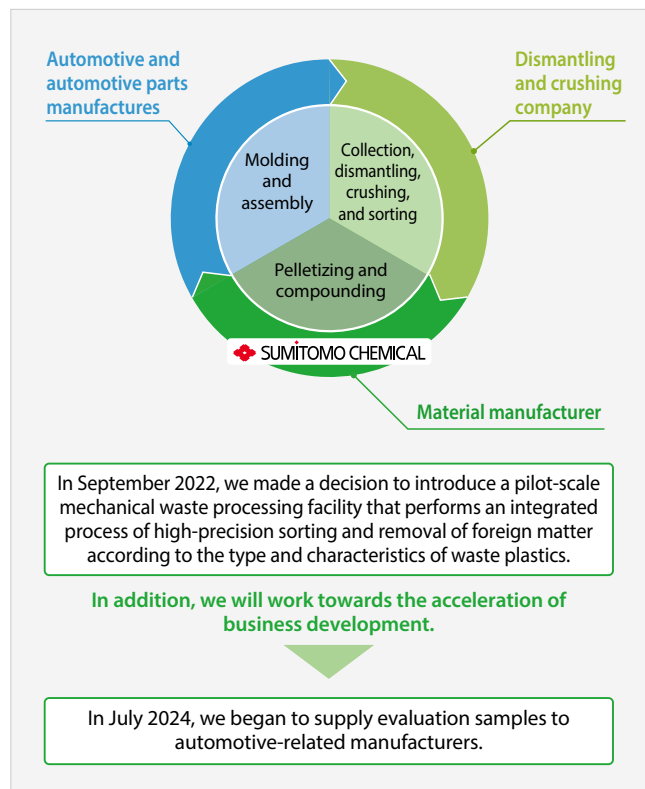 Automotive and
automotive parts
manufactures
Dismantling
and crushing
company
Molding
and
assembly
Collection,
dismantling,
crushing,
and sorting
Pelletizing and
compounding
SUMITOMO CHEMICAL
Material manufacturer
In September 2022, we made a decision to introduce a pilot-scale
mechanical waste processing facility that performs an integrated
process of high-precision sorting and removal of foreign matter
according to the type and characteristics of waste plastics.
In addition, we will work towards the acceleration of
business development.
In July 2024, we began to supply evaluation samples to
automotive-related manufacturers.